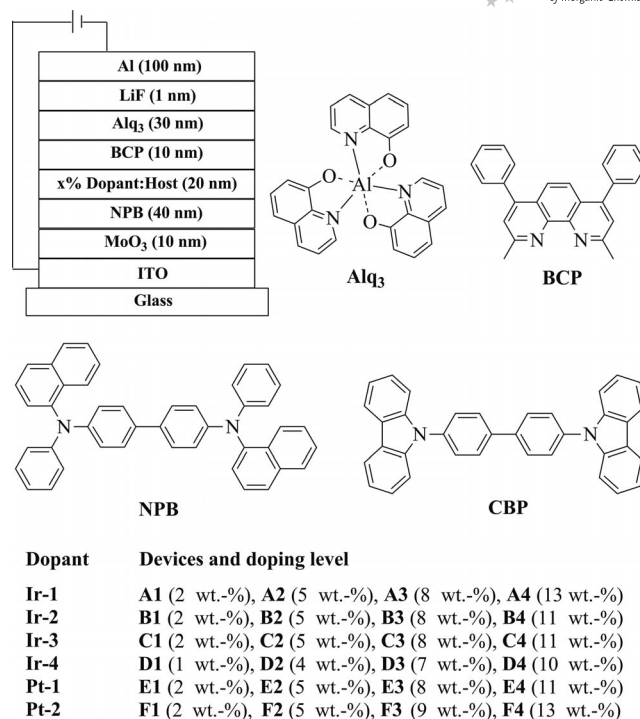 by Inorganic Chemis
Al (100 nm)
LiF (1 nm)
Alq3 (30 nm)
BCP (10 nm)
x% Dopant:Host (20 nm)
NPB (40 nm)
MoO3 (10 nm)
ITO
Glass
N
O
O
Al
N
N
O
Alq3
N
N
BCP
N
N
NPB
N
N
CBP
Dopant Devices and doping level
Ir-1 A1 (2 wt.-%), A2 (5 wt.-%), A3 (8 wt.-%), A4 (13 wt.-%)
Ir-2 B1 (2 wt.-%), B2 (5 wt.-%), B3 (8 wt.-%), B4 (11 wt.-%)
Ir-3 C1 (2 wt.-%), C2 (5 wt.-%), C3 (8 wt.-%), C4 (11 wt.-%)
Ir-4 D1 (1 wt.-%), D2 (4 wt.-%), D3 (7 wt.-%), D4 (10 wt.-%)
Pt-1 E1 (2 wt.-%), E2 (5 wt.-%), E3 (8 wt.-%), E4 (11 wt.-%)
Pt-2 F1 (2 wt.-%), F2 (5 wt.-%), F3 (9 wt.-%), F4 (13 wt.-%)